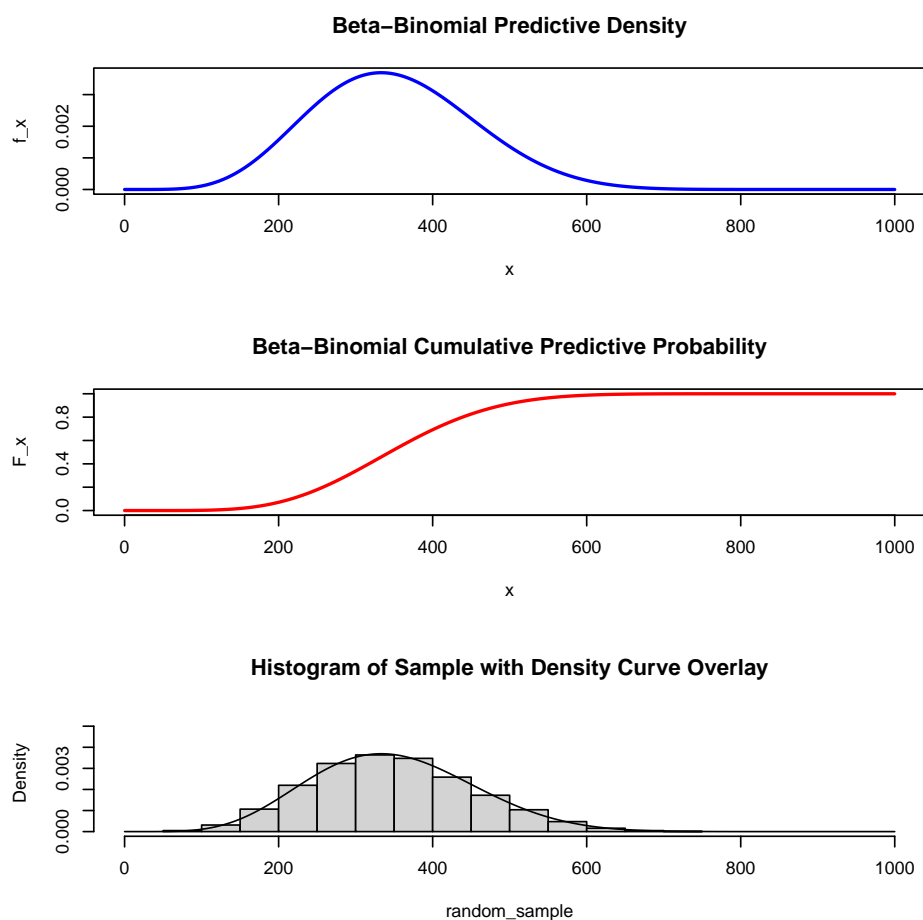 Beta−Binomial Predictive Density
f_x
0.002
0.000
0 200 400 600 800 1000
x
Beta−Binomial Cumulative Predictive Probability
F_x
0.8
0.4
0.0
0 200 400 600 800 1000
x
Histogram of Sample with Density Curve Overlay
Density
0.003
0.000
0 200 400 600 800 1000
random_sample